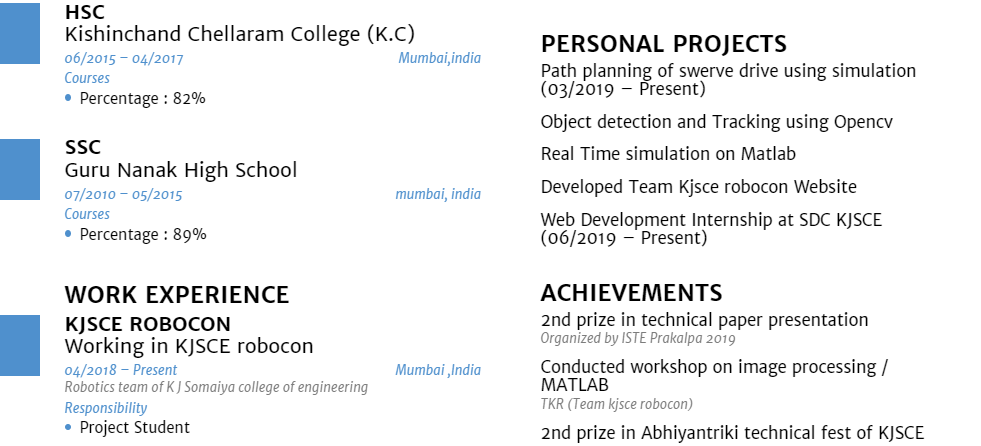 HSC
Kishinchand Chellaram College (K.C)
06/2015 – 04/2017 Mumbai,india
Courses
• Percentage : 82%
SSC
Guru Nanak High School
07/2010 – 05/2015 mumbai, india
Courses
• Percentage : 89%
WORK EXPERIENCE
KJSCE ROBOCON
Working in KJSCE robocon
04/2018 – Present Mumbai ,India
Robotics team of K J Somaiya college of engineering
Responsibility
• Project Student
PERSONAL PROJECTS
Path planning of swerve drive using simulation
(03/2019 – Present)
Object detection and Tracking using Opencv
Real Time simulation on Matlab
Developed Team Kjsce robocon Website
Web Development Internship at SDC KJSCE
(06/2019 – Present)
ACHIEVEMENTS
2nd prize in technical paper presentation
Organized by ISTE Prakalpa 2019
Conducted workshop on image processing /
MATLAB
TKR (Team kjsce robocon)
2nd prize in Abhiyantriki technical fest of KJSCE